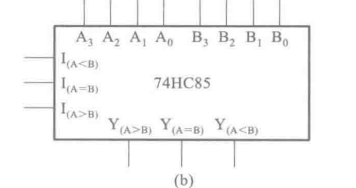 A₃ A₂ A₁ A₀ B₃ B₂ B₁ B₀
I(A<B)
I(A=B)
74HC85
I(A>B)
Y(A>B) Y(A=B) Y(A<B)
(b)